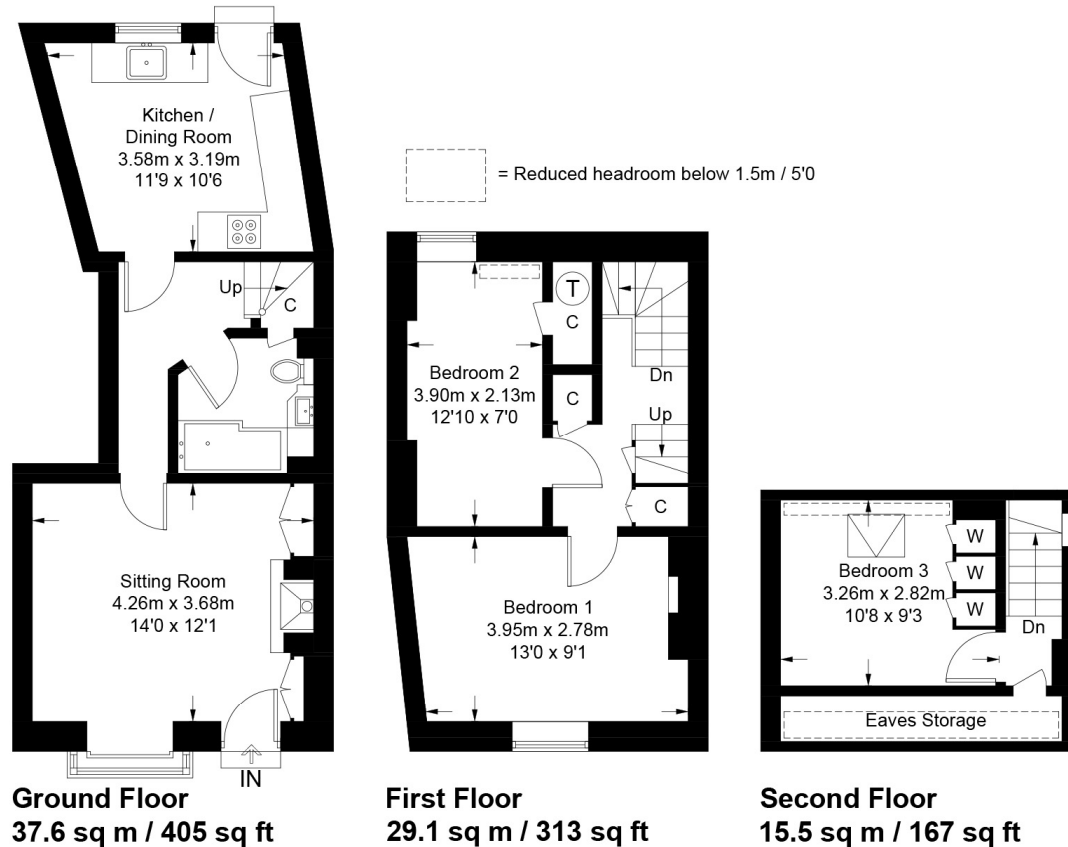 Kitchen /
Dining Room
3.58m x 3.19m
11'9 x 10'6
Up
C
Sitting Room
4.26m x 3.68m
14'0 x 12'1
IN
Ground Floor
37.6 sq m / 405 sq ft
= Reduced headroom below 1.5m / 5'0
T
C
Bedroom 2
3.90m x 2.13m
12'10 x 7'0
C
Dn
Up
C
Bedroom 1
3.95m x 2.78m
13'0 x 9'1
First Floor
29.1 sq m / 313 sq ft
W
W
W
Bedroom 3
3.26m x 2.82m
10'8 x 9'3
Dn
Eaves Storage
Second Floor
15.5 sq m / 167 sq ft